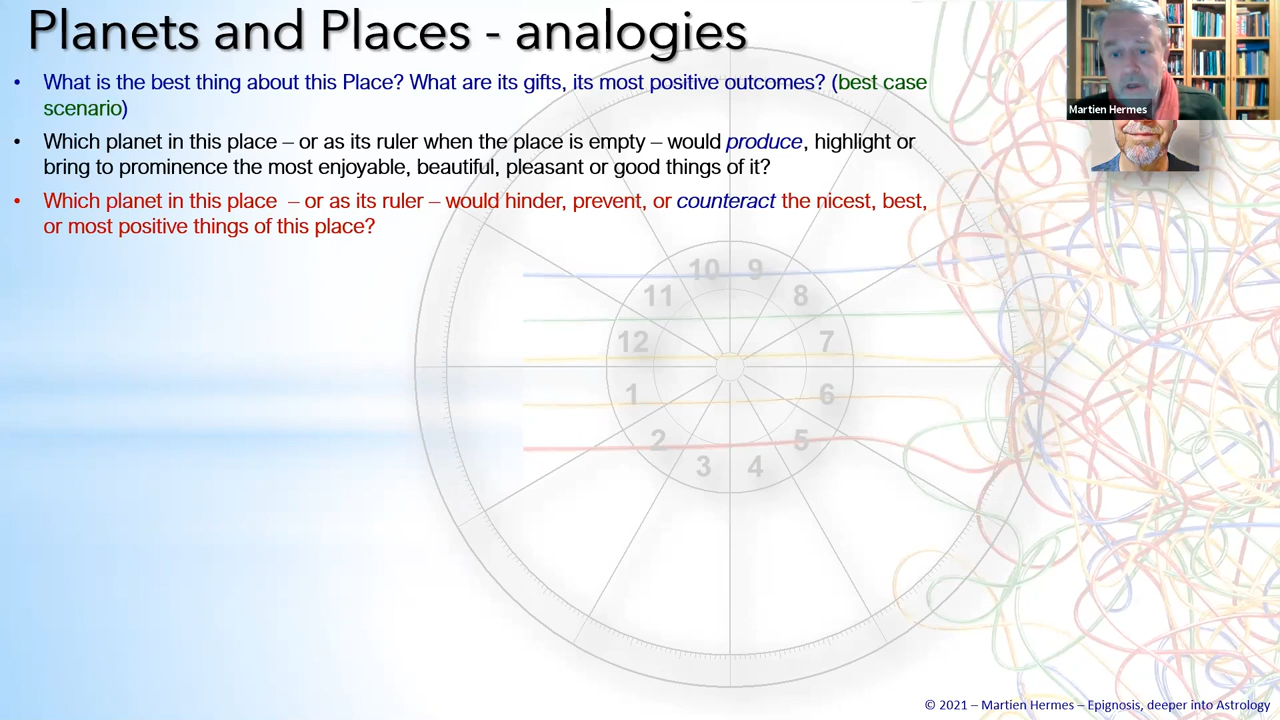 Planets and Places - analogies
• What is the best thing about this Place? What are its gifts, its most positive outcomes? (best case
scenario)
• Which planet in this place – or as its ruler when the place is empty – would produce, highlight or
bring to prominence the most enjoyable, beautiful, pleasant or good things of it?
• Which planet in this place – or as its ruler – would hinder, prevent, or counteract the nicest, best,
or most positive things of this place?
Martien Hermes
10 9
11 8
12 7
1 6
2 5
3 4
© 2021 – Martien Hermes – Epignosis, deeper into Astrology